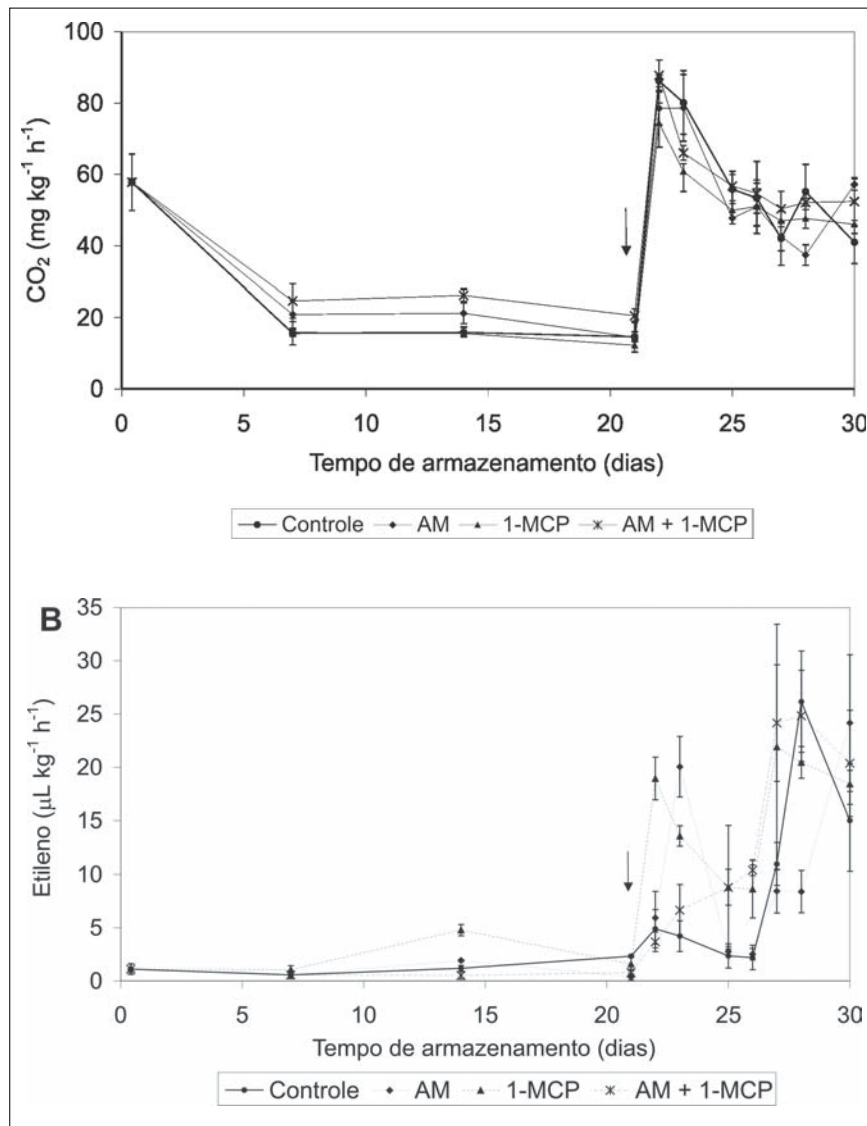 100
80
60
40
20
0
CO₂ (mg kg⁻¹ h⁻¹)
0 5 10 15 20 25 30
Tempo de armazenamento (dias)
Controle AM 1-MCP AM + 1-MCP
B
35
30
25
20
15
10
5
0
Etileno (µL kg⁻¹ h⁻¹)
0 5 10 15 20 25 30
Tempo de armazenamento (dias)
Controle AM 1-MCP AM + 1-MCP